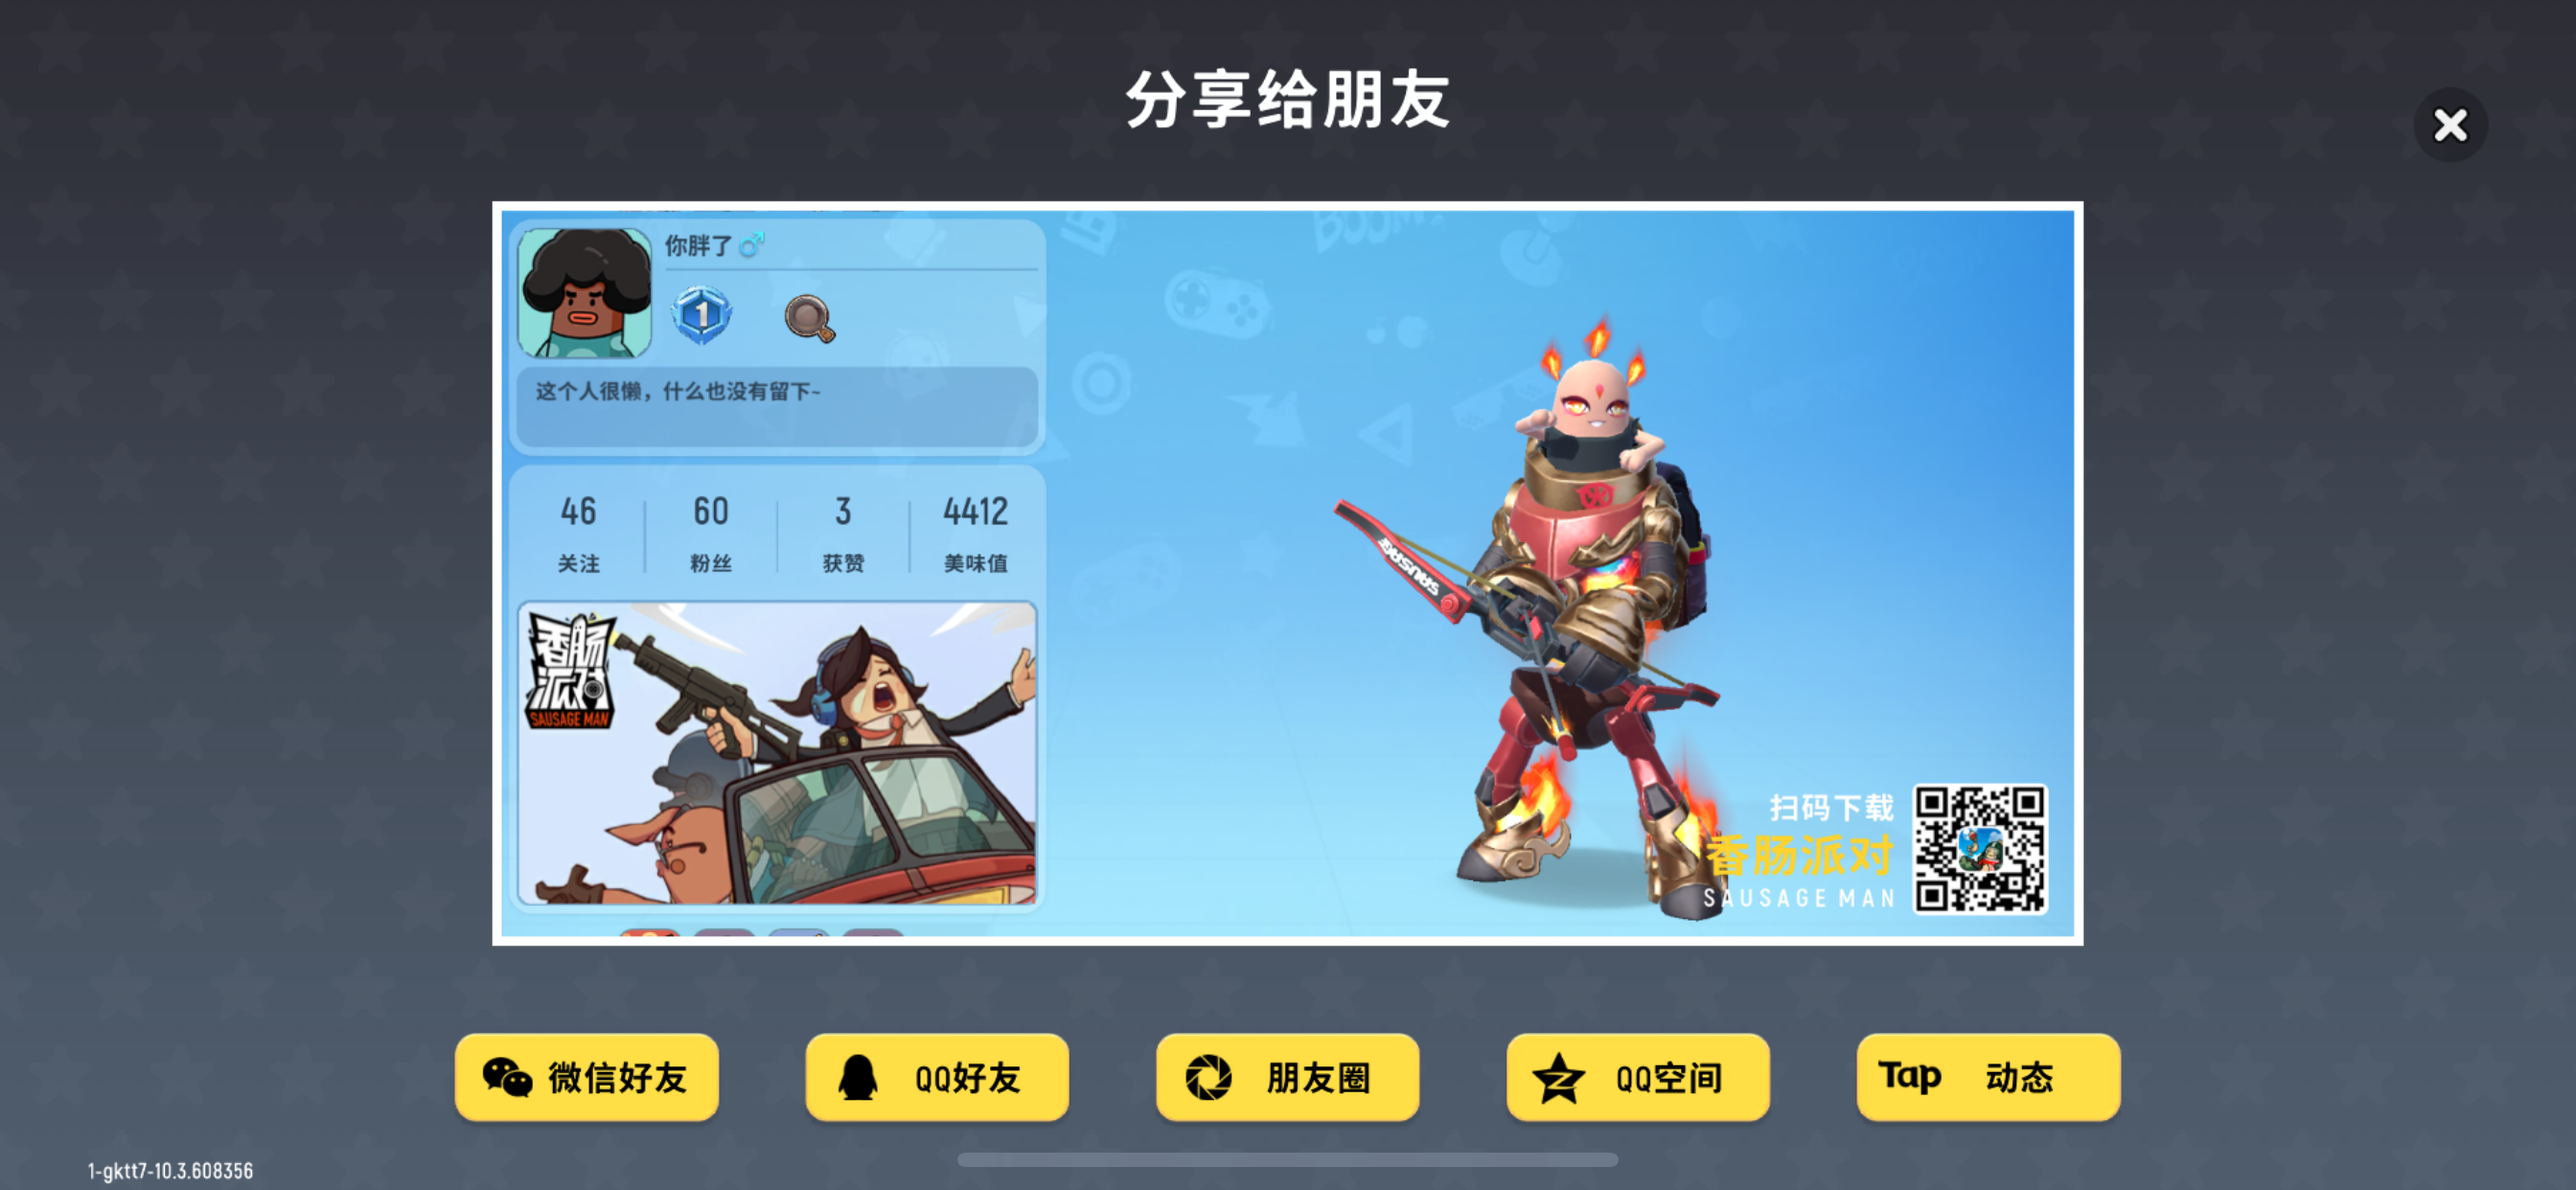 分享给朋友
你胖了
1
这个人很懒，什么也没有留下~
46 60 3 4412
关注 粉丝 获赞 美味值
香肠派对
SAUSAGE MAN
BOOM!
SAUSAGE
扫码下载
香肠派对
SAUSAGE MAN
微信好友 QQ好友 朋友圈 QQ空间 Tap 动态
1-gktt7-10.3.608356